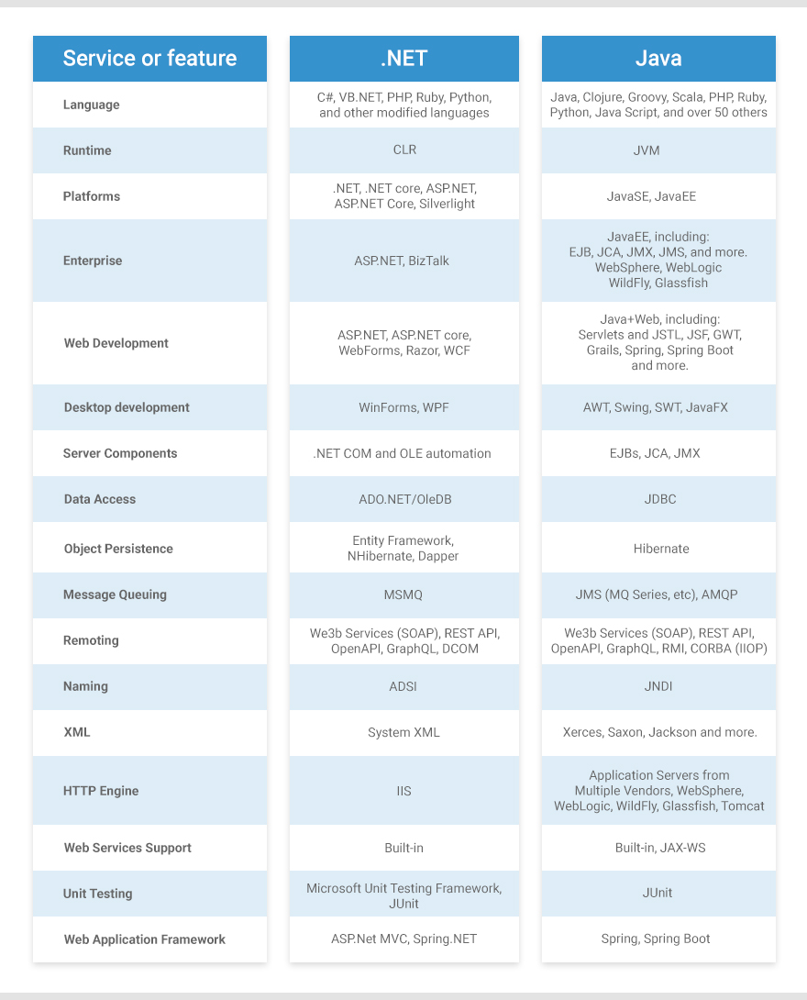 Service or feature
.NET
Java
Language
C#, VB.NET, PHP, Ruby, Python,
and other modified languages
Java, Clojure, Groovy, Scala, PHP, Ruby,
Python, Java Script, and over 50 others
Runtime
CLR
JVM
Platforms
.NET, .NET core, ASP.NET,
ASP.NET Core, Silverlight
JavaSE, JavaEE
Enterprise
ASP.NET, BizTalk
JavaEE, including:
EJB, JCA, JMX, JMS, and more.
WebSphere, WebLogic
WildFly, Glassfish
Web Development
ASP.NET, ASP.NET core,
WebForms, Razor, WCF
Java+Web, including:
Servlets and JSTL, JSF, GWT,
Grails, Spring, Spring Boot
and more.
Desktop development
WinForms, WPF
AWT, Swing, SWT, JavaFX
Server Components
.NET COM and OLE automation
EJBs, JCA, JMX
Data Access
ADO.NET/OleDB
JDBC
Object Persistence
Entity Framework,
NHibernate, Dapper
Hibernate
Message Queuing
MSMQ
JMS (MQ Series, etc), AMQP
Remoting
We3b Services (SOAP), REST API,
OpenAPI, GraphQL, DCOM
We3b Services (SOAP), REST API,
OpenAPI, GraphQL, RMI, CORBA (IIOP)
Naming
ADSI
JNDI
XML
System XML
Xerces, Saxon, Jackson and more.
HTTP Engine
IIS
Application Servers from
Multiple Vendors, WebSphere,
WebLogic, WildFly, Glassfish, Tomcat
Web Services Support
Built-in
Built-in, JAX-WS
Unit Testing
Microsoft Unit Testing Framework,
JUnit
JUnit
Web Application Framework
ASP.Net MVC, Spring.NET
Spring, Spring Boot